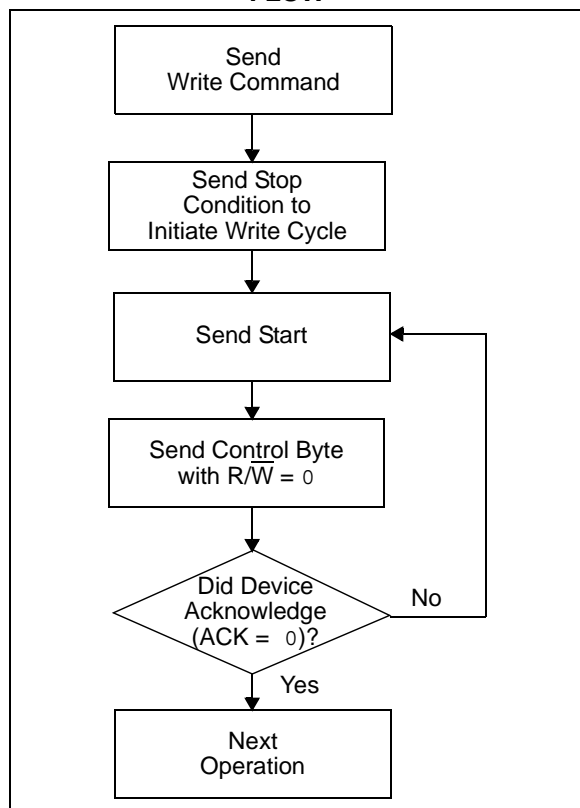 Send
Write Command
Send Stop
Condition to
Initiate Write Cycle
Send Start
Send Control Byte
with R/W̅ = 0
Did Device
Acknowledge
(ACK = 0)?
No
Yes
Next
Operation